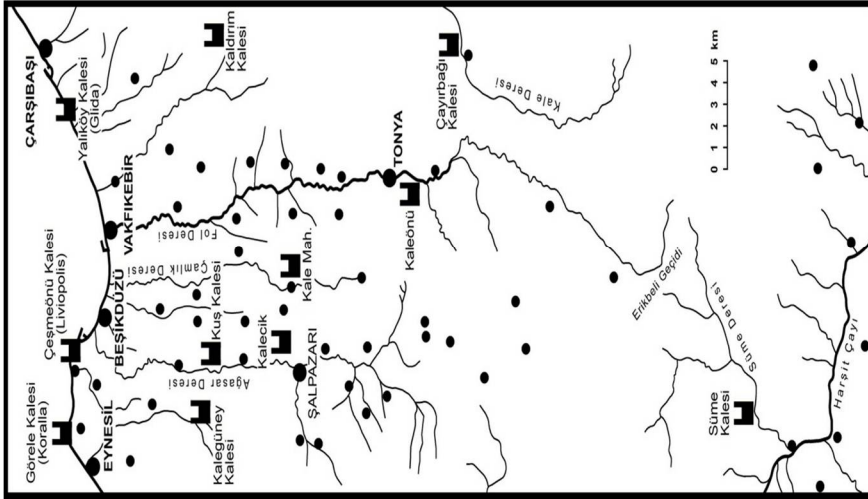 ÇARŞIBAŞI
Yalıköy Kalesi
(Glida)
Kaldırım
Kalesi
Çayırbağı
Kalesi
Kale Deresi
0 1 2 3 4 5 km
VAKFIKEBİR
Fol Deresi
TONYA
Kaleönü
Çeşmeönü Kalesi
(Liviopolis)
BEŞİKDÜZÜ
Çamlık Deresi
Kuş Kalesi
Kale Mah.
Kalecik
Ağasar Deresi
ŞALPAZARI
Erikbeli Geçidi
Süme Deresi
Görele Kalesi
(Koralla)
EYNESİL
Kalegüney
Kalesi
Süme
Kalesi
Harşit Çayı